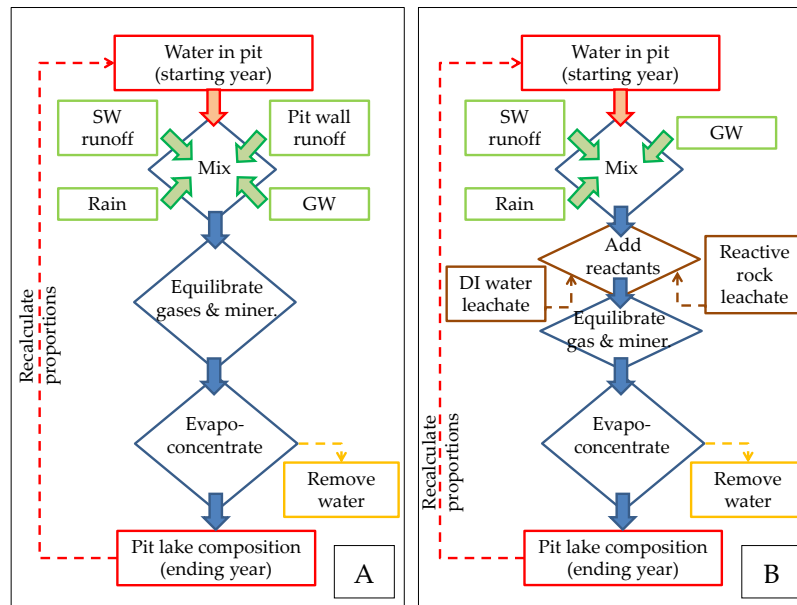 Water in pit
(starting year)
SW
runoff
Pit wall
runoff
Mix
Rain
GW
Equilibrate
gases & miner.
Recalculate
proportions
Evapo-
concentrate
Remove
water
Pit lake composition
(ending year)
A
Water in pit
(starting year)
SW
runoff
GW
Mix
Rain
Add
reactants
DI water
leachate
Reactive
rock
leachate
Equilibrate
gas & miner.
Recalculate
proportions
Evapo-
concentrate
Remove
water
Pit lake composition
(ending year)
B